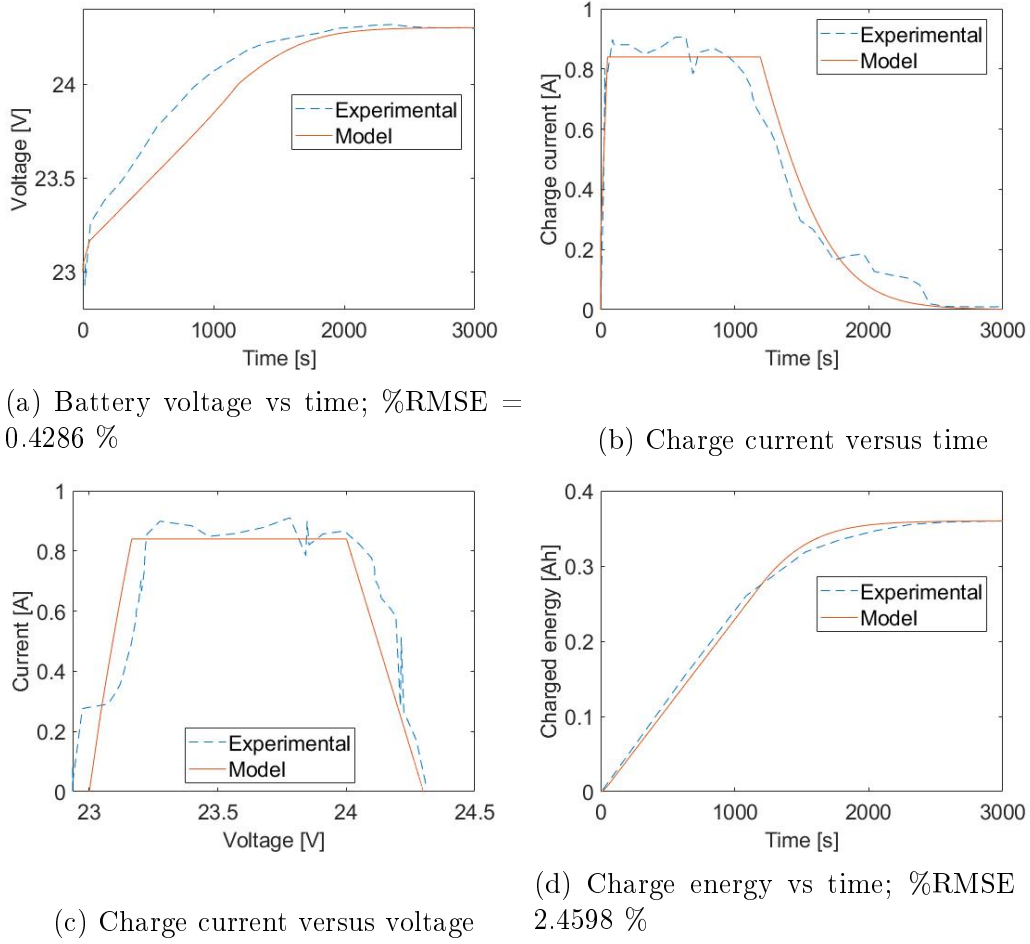 24
23.5
23
Voltage [V]
0
1000
2000
3000
Time [s]
Experimental
Model
(a) Battery voltage vs time; %RMSE =
0.4286 %
1
0.8
0.6
0.4
0.2
0
Charge current [A]
0
1000
2000
3000
Time [s]
Experimental
Model
(b) Charge current versus time
1
0.8
0.6
0.4
0.2
0
Current [A]
23
23.5
24
24.5
Voltage [V]
Experimental
Model
(c) Charge current versus voltage
0.4
0.3
0.2
0.1
0
Charged energy [Ah]
0
1000
2000
3000
Time [s]
Experimental
Model
(d) Charge energy vs time; %RMSE
2.4598 %